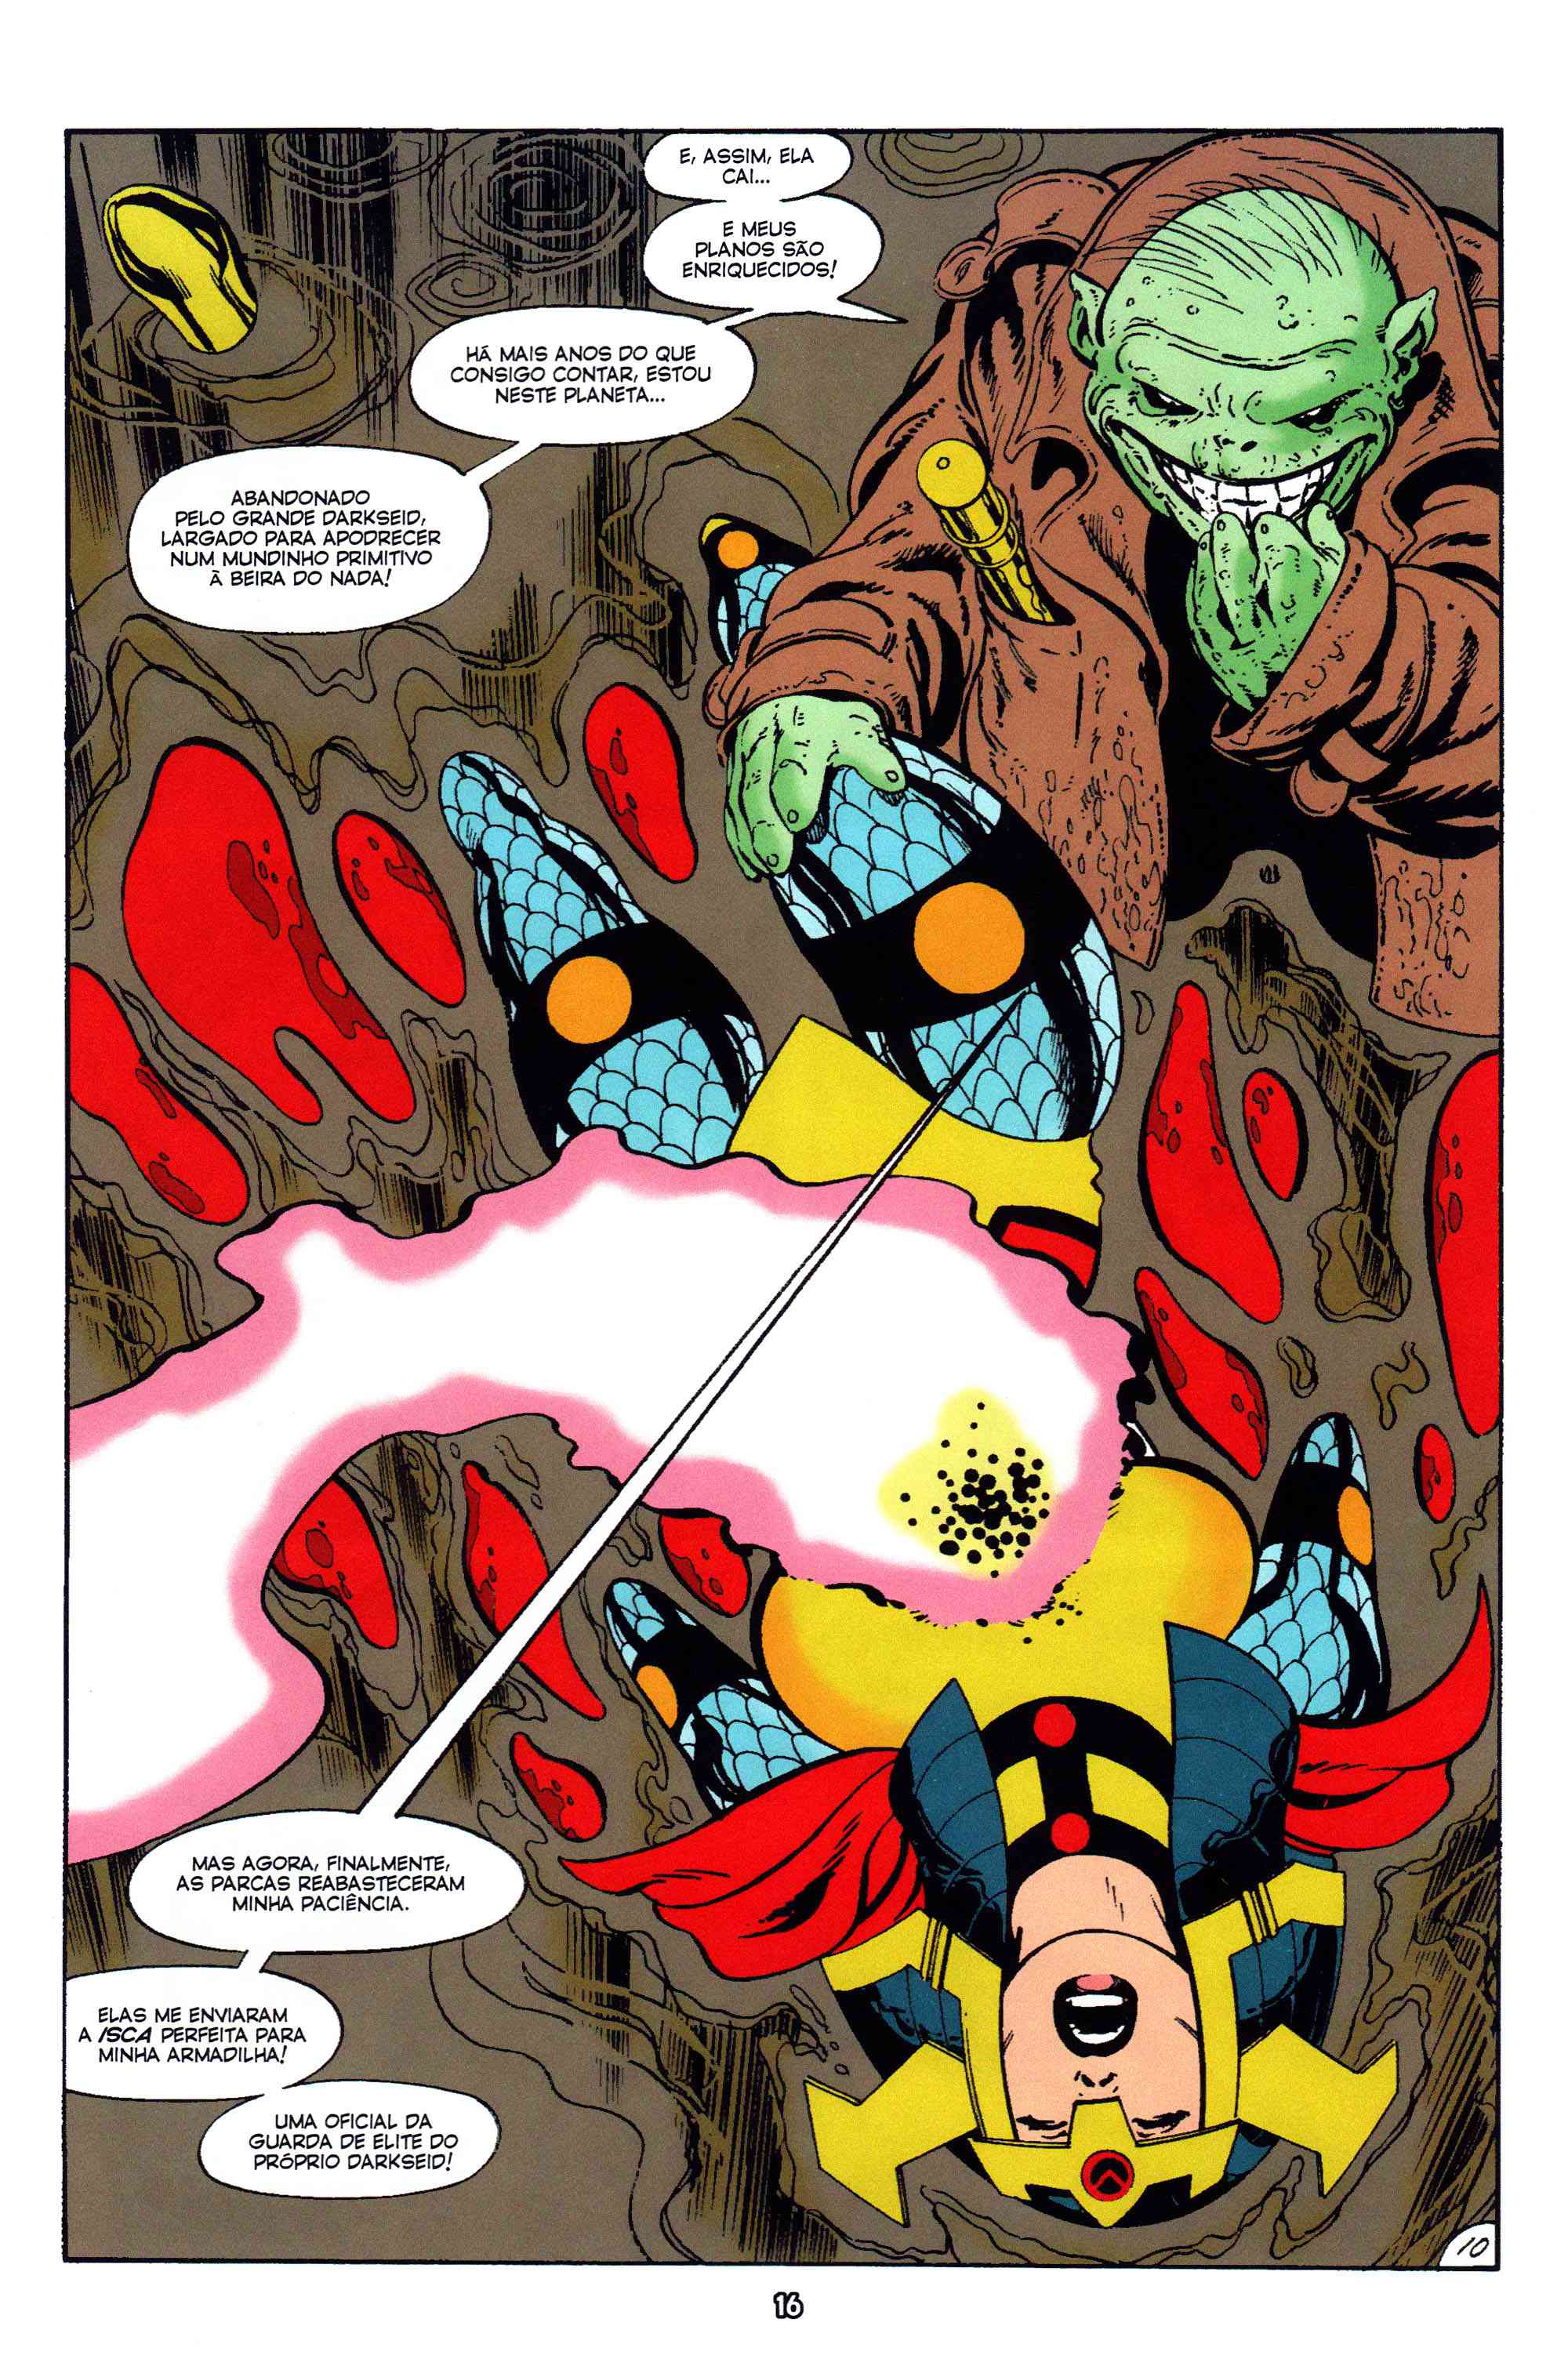 E, ASSIM, ELA
CAI...
E MEUS
PLANOS SÃO
ENRIQUECIDOS!
HÁ MAIS ANOS DO QUE
CONSIGO CONTAR, ESTOU
NESTE PLANETA...
ABANDONADO
PELO GRANDE DARKSEID,
LARGADO PARA APODRECER
NUM MUNDINHO PRIMITIVO
À BEIRA DO NADA!
MAS AGORA, FINALMENTE,
AS PARCAS REABASTECERAM
MINHA PACIÊNCIA.
ELAS ME ENVIARAM
A ISCA PERFEITA PARA
MINHA ARMADILHA!
UMA OFICIAL DA
GUARDA DE ELITE DO
PRÓPRIO DARKSEID!
10
16